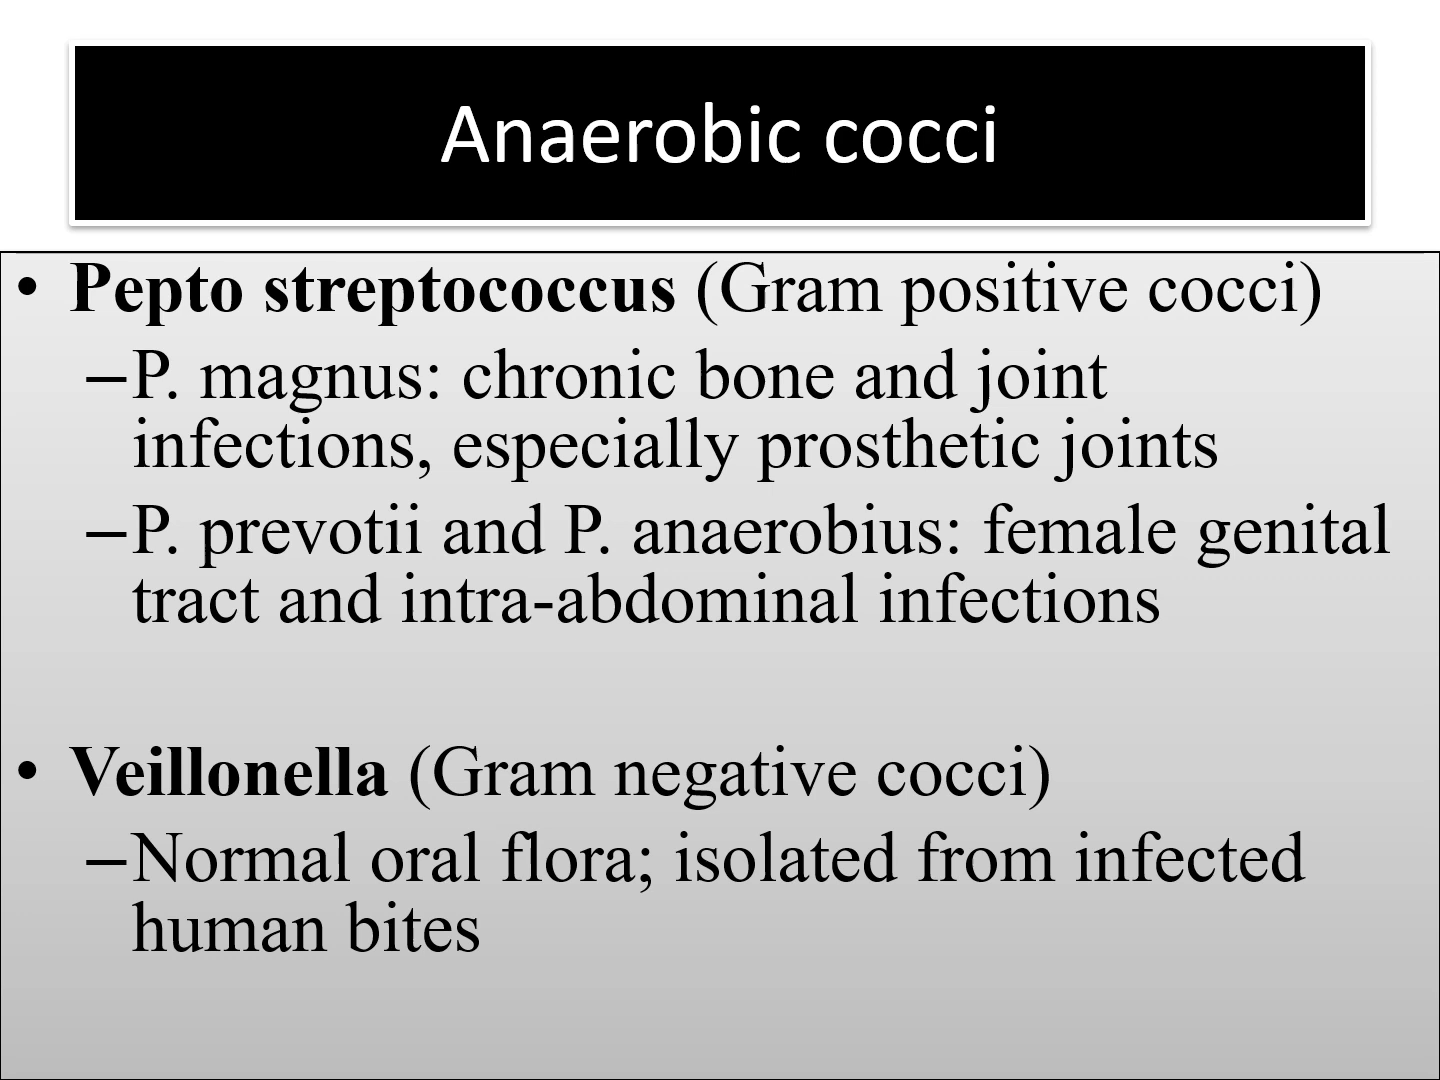 Anaerobic cocci
• Pepto streptococcus (Gram positive cocci)
–P. magnus: chronic bone and joint
infections, especially prosthetic joints
–P. prevotii and P. anaerobius: female genital
tract and intra-abdominal infections
• Veillonella (Gram negative cocci)
–Normal oral flora; isolated from infected
human bites